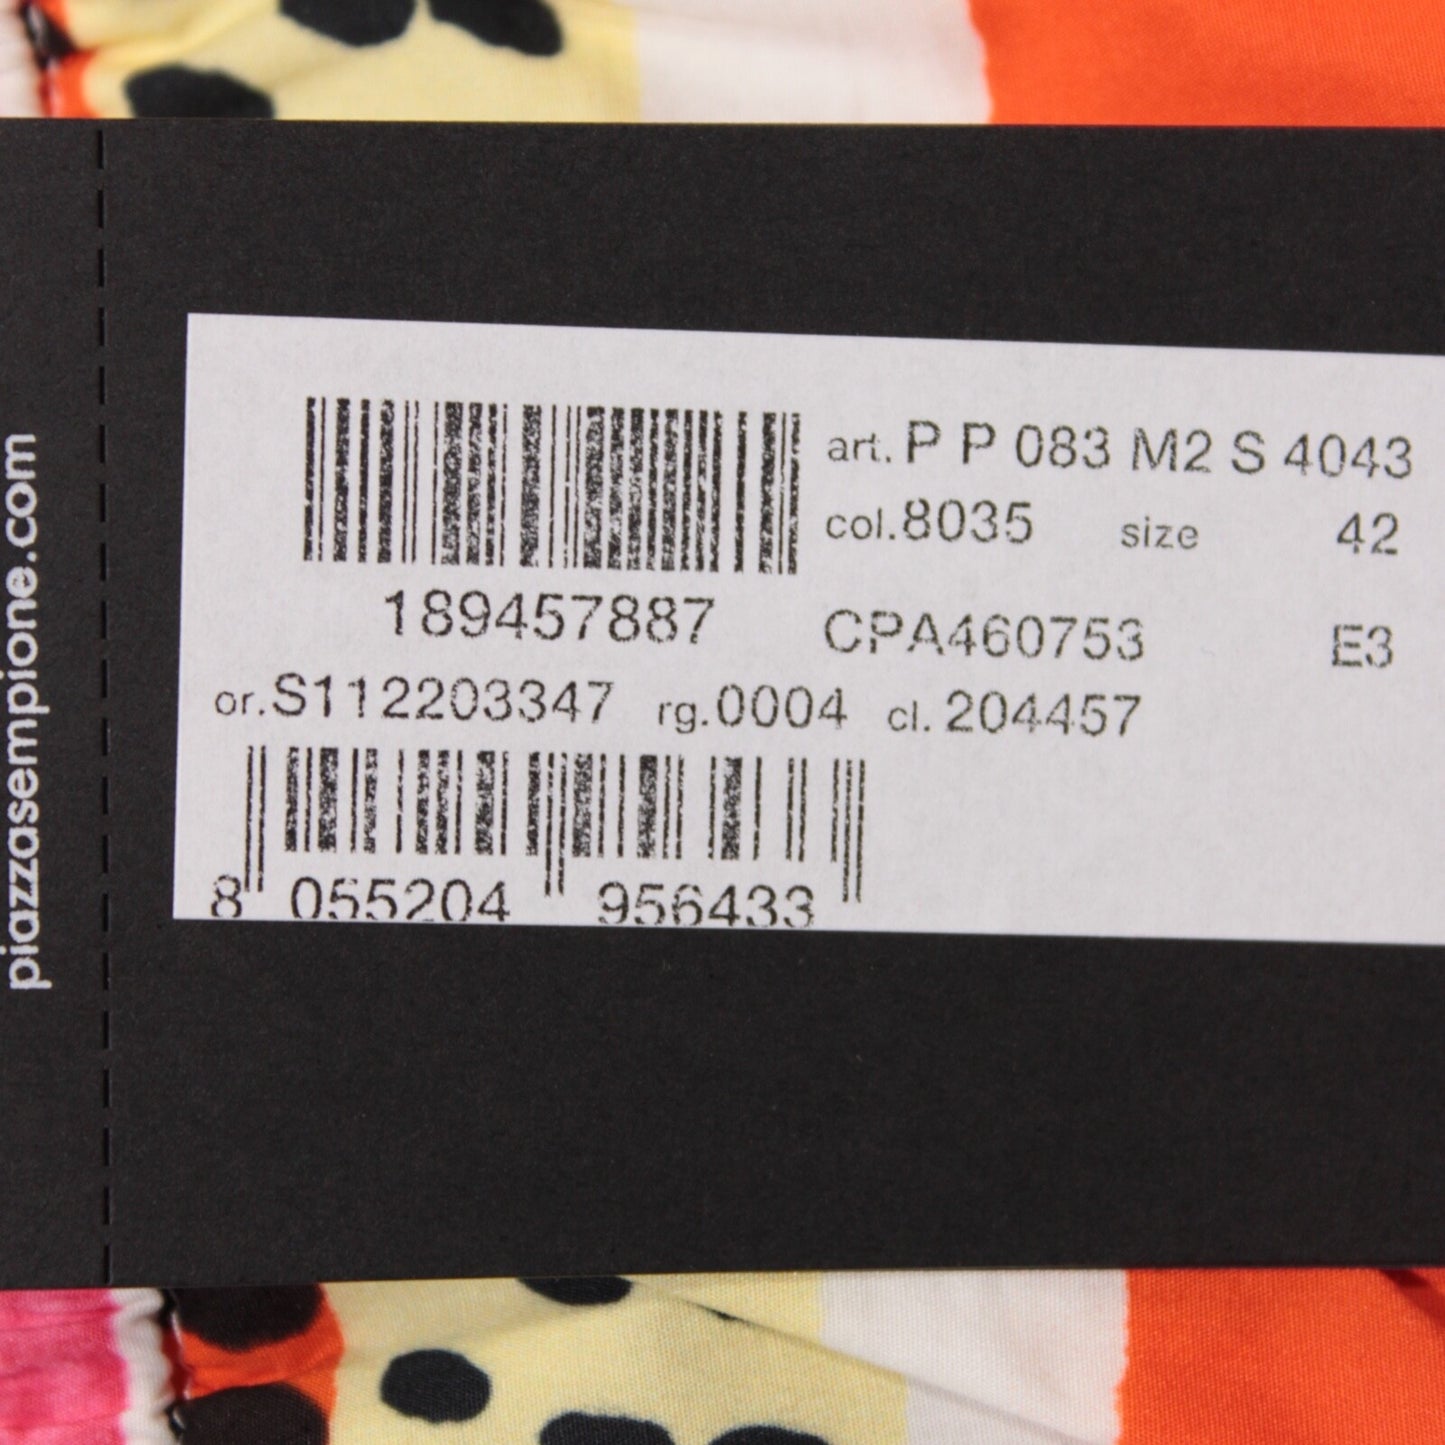 piazzasempione.com
art. P P 083 M2 S 4043
col.8035 size 42
189457887 CPA460753 E3
or.S112203347 rg.0004 cl. 204457
8 055204 956433